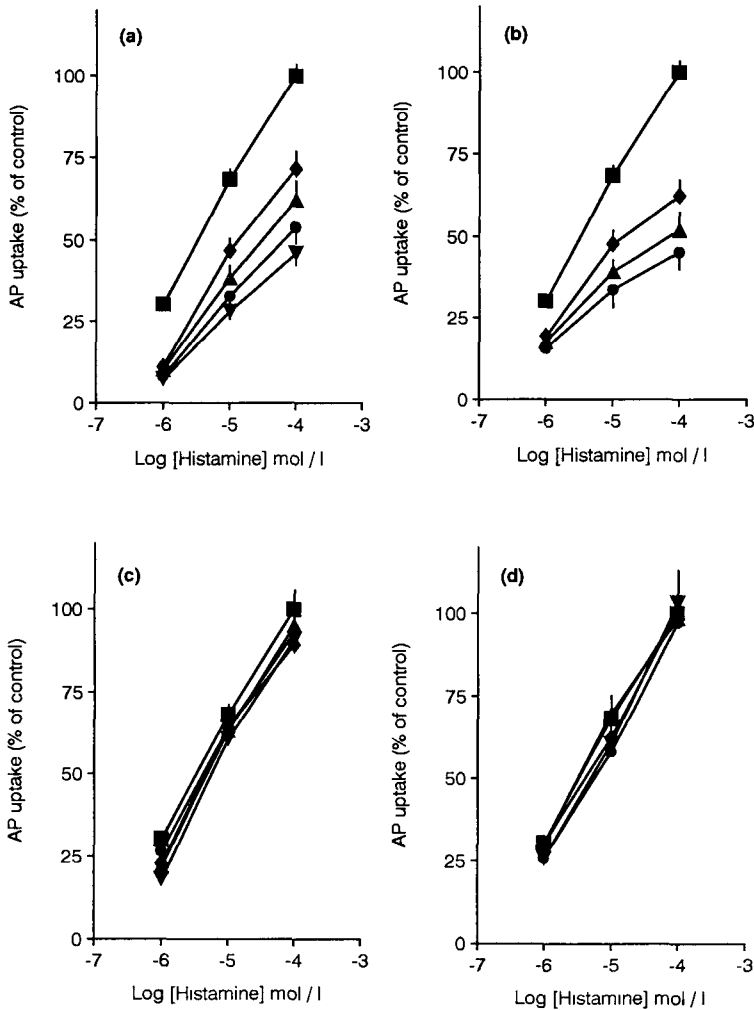 (a)
100
75
50
25
0
-7 -6 -5 -4 -3
AP uptake (% of control)
Log [Histamine] mol / l
(b)
100
75
50
25
0
-7 -6 -5 -4 -3
AP uptake (% of control)
Log [Histamine] mol / l
(c)
100
75
50
25
0
-7 -6 -5 -4 -3
AP uptake (% of control)
Log [Histamine] mol / l
(d)
100
75
50
25
0
-7 -6 -5 -4 -3
AP uptake (% of control)
Log [Histamine] mol / l